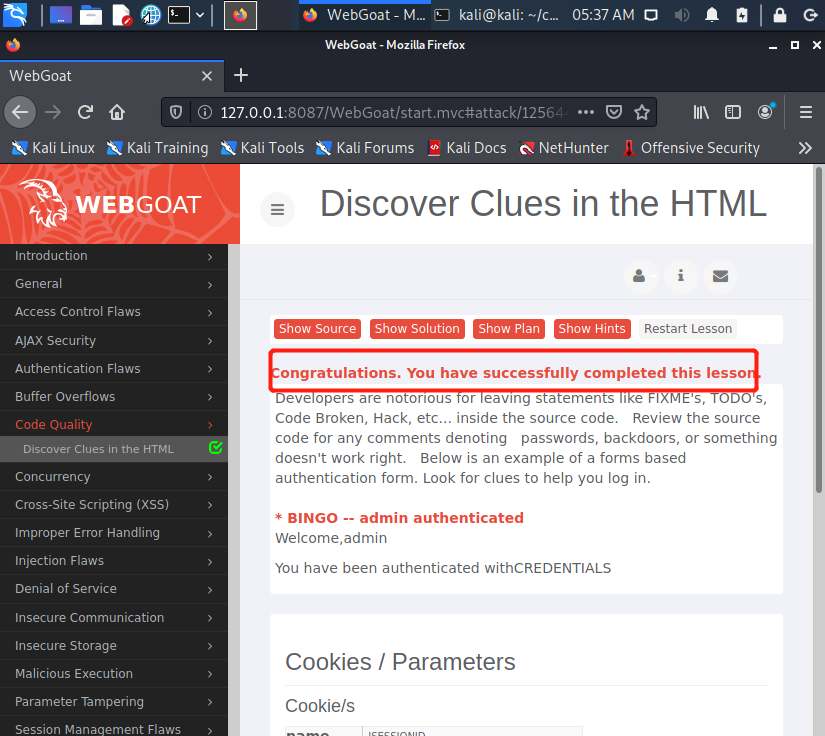 WebGoat - M...
kali@kali: ~/c...
05:37 AM
WebGoat - Mozilla Firefox
WebGoat
127.0.0.1:8087/WebGoat/start.mvc#attack/12564
Kali Linux
Kali Training
Kali Tools
Kali Forums
Kali Docs
NetHunter
Offensive Security
WEBGOAT
Discover Clues in the HTML
Introduction
General
Access Control Flaws
AJAX Security
Authentication Flaws
Buffer Overflows
Code Quality
Discover Clues in the HTML
Concurrency
Cross-Site Scripting (XSS)
Improper Error Handling
Injection Flaws
Denial of Service
Insecure Communication
Insecure Storage
Malicious Execution
Parameter Tampering
Session Management Flaws
Show Source
Show Solution
Show Plan
Show Hints
Restart Lesson
Congratulations. You have successfully completed this lesson.
Developers are notorious for leaving statements like FIXME's, TODO's,
Code Broken, Hack, etc... inside the source code. Review the source
code for any comments denoting passwords, backdoors, or something
doesn't work right. Below is an example of a forms based
authentication form. Look for clues to help you log in.
* BINGO -- admin authenticated
Welcome,admin
You have been authenticated withCREDENTIALS
Cookies / Parameters
Cookie/s
name
JSESSIONID